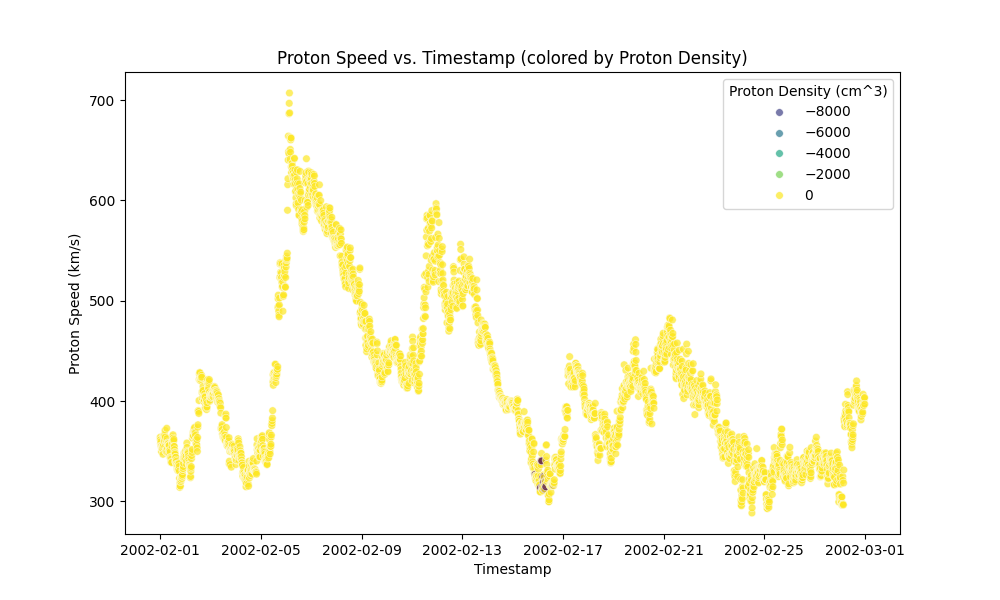 Proton Speed vs. Timestamp (colored by Proton Density)
Proton Density (cm^3)
−8000
−6000
−4000
−2000
0
Proton Speed (km/s)
700
600
500
400
300
2002-02-01 2002-02-05 2002-02-09 2002-02-13 2002-02-17 2002-02-21 2002-02-25 2002-03-01
Timestamp